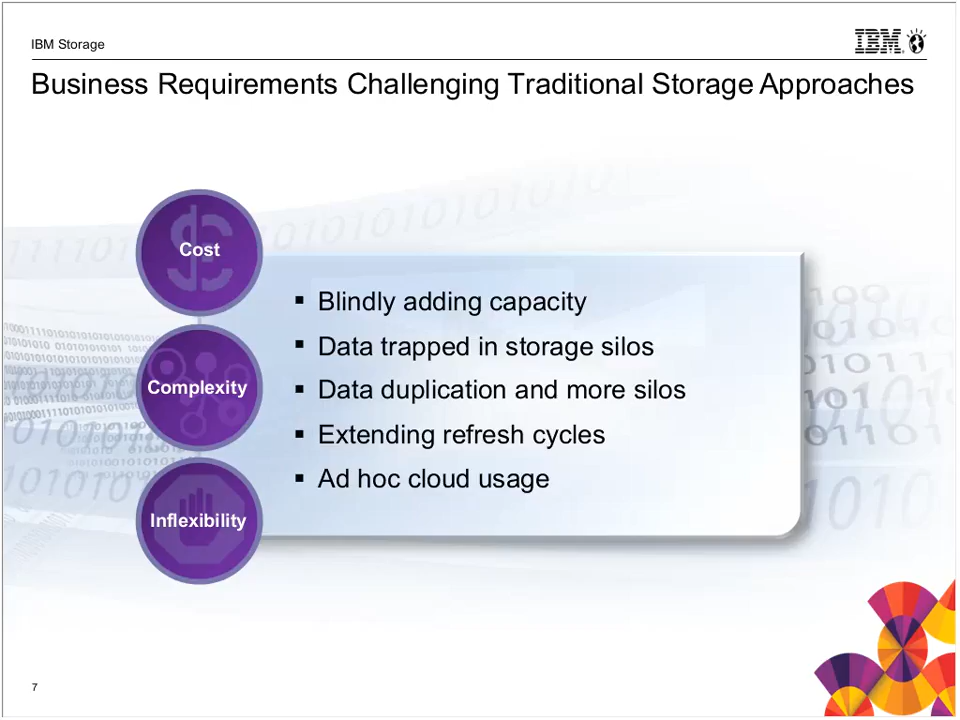 IBM Storage
IBM
Business Requirements Challenging Traditional Storage Approaches
Cost
Complexity
Inflexibility
▪ Blindly adding capacity
▪ Data trapped in storage silos
▪ Data duplication and more silos
▪ Extending refresh cycles
▪ Ad hoc cloud usage
7